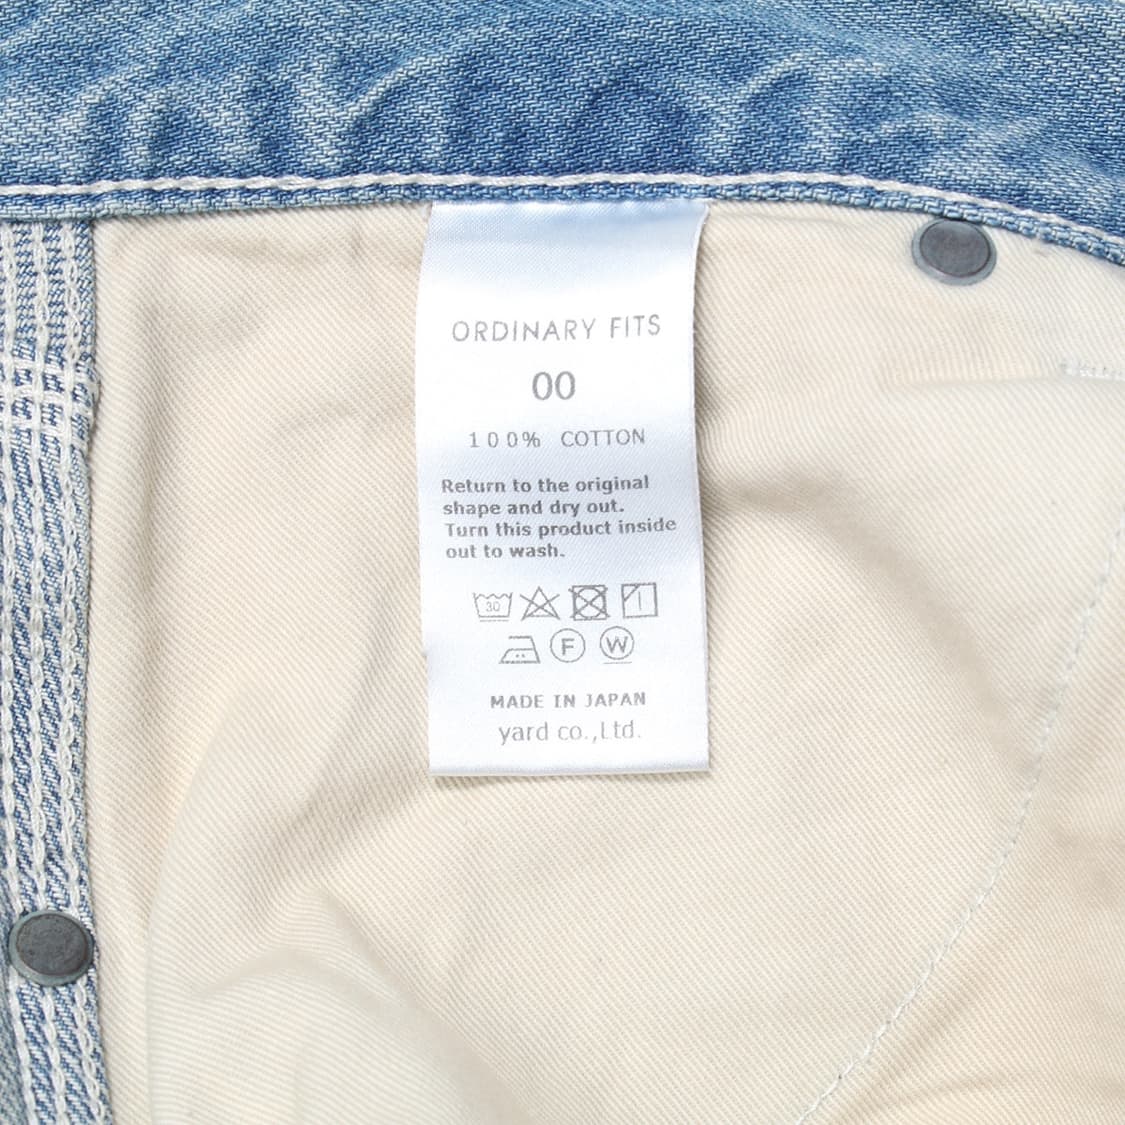 ORDINARY FITS
00
100% COTTON
Return to the original
shape and dry out.
Turn this product inside
out to wash.
30
F W
MADE IN JAPAN
yard co.,Ltd.